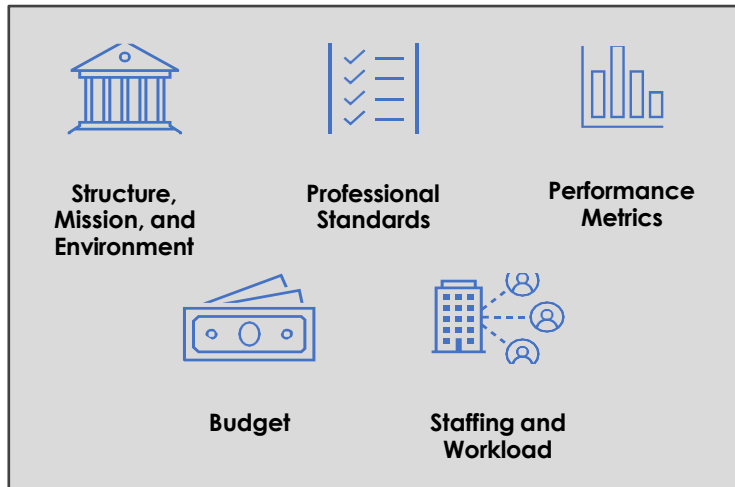 Structure,
Mission, and
Environment
Professional
Standards
Performance
Metrics
Budget
Staffing and
Workload